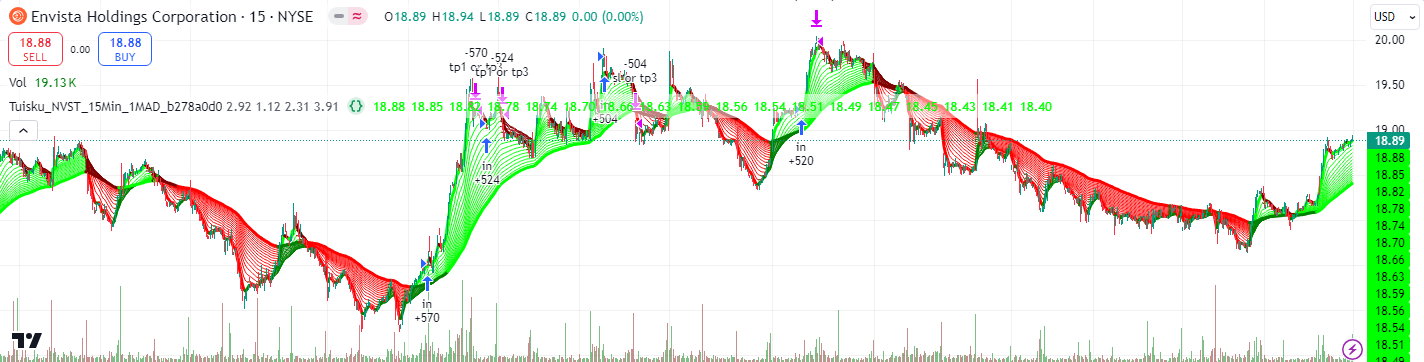 Envista Holdings Corporation · 15 · NYSE
O18.89 H18.94 L18.89 C18.89 0.00 (0.00%)
USD
18.88
SELL
0.00
18.88
BUY
Vol 19.13 K
Tuisku_NVST_15Min_1MAD_b278a0d0 2.92 1.12 2.31 3.91 18.88 18.85 18.82 18.78 18.74 18.70 18.66 18.63 18.59 18.56 18.54 18.51 18.49 18.47 18.45 18.43 18.41 18.40
-570
tp1 or tp3
-524
tp1 or tp3
-504
sl or tp3
+504
in
+524
in
+520
in
+570
20.00
19.50
19.00
18.89
18.88
18.85
18.82
18.78
18.74
18.70
18.66
18.63
18.59
18.56
18.54
18.51